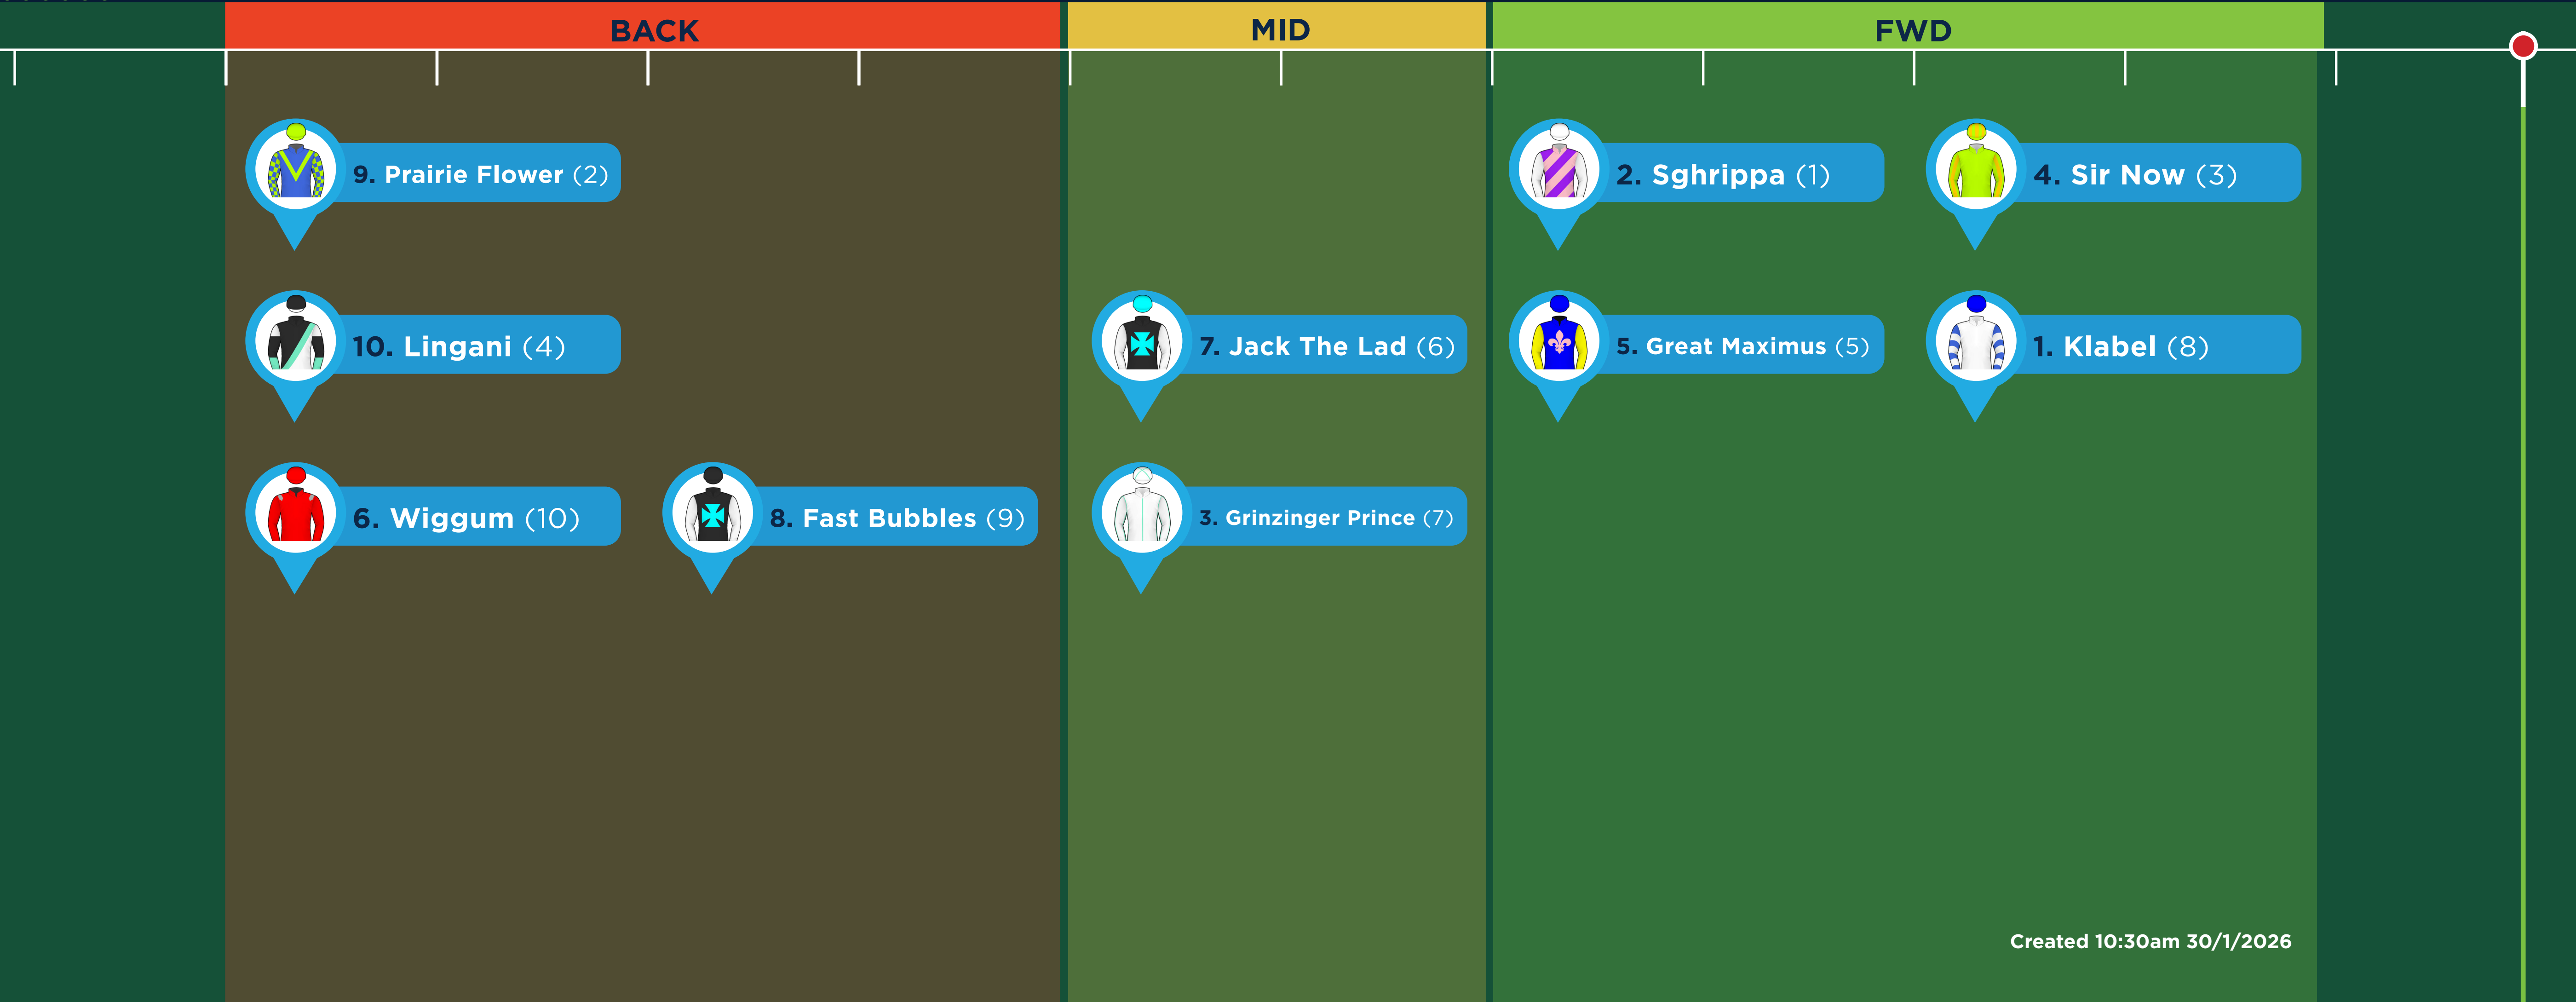 BACK
MID
FWD
9. Prairie Flower (2)
2. Sghrippa (1)
4. Sir Now (3)
10. Lingani (4)
7. Jack The Lad (6)
5. Great Maximus (5)
1. Klabel (8)
6. Wiggum (10)
8. Fast Bubbles (9)
3. Grinzinger Prince (7)
Created 10:30am 30/1/2026